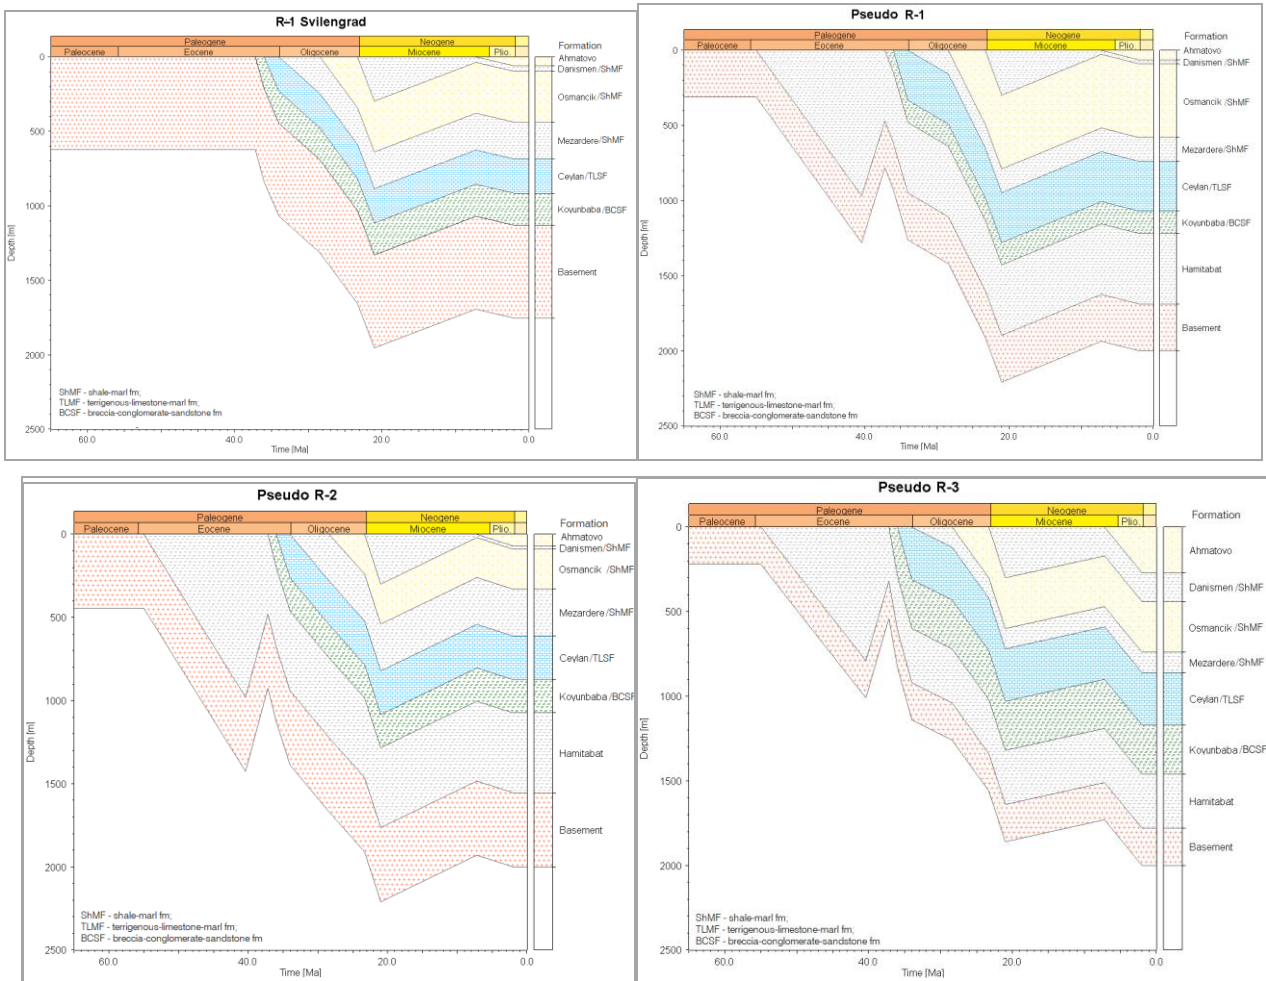 R–1 Svilengrad
Paleogene
Neogene
Formation
Paleocene
Eocene
Oligocene
Miocene
Plio.
Ahmatovo
Danismen/ShMF
Osmancik/ShMF
Mezardere/ShMF
Ceylan/TLSF
Koyunbaba/BCSF
Basement
0
500
1000
1500
2000
2500
Depth [m]
ShMF - shale-marl fm;
TLMF - terrigenous-limestone-marl fm;
BCSF - breccia-conglomerate-sandstone fm
60.0
40.0
20.0
0.0
Time [Ma]
Pseudo R-1
Paleogene
Neogene
Formation
Paleocene
Eocene
Oligocene
Miocene
Plio.
Ahmatovo
Danismen/ShMF
Osmancik/ShMF
Mezardere/ShMF
Ceylan/TLSF
Koyunbaba/BCSF
Hamitabat
Basement
0
500
1000
1500
2000
2500
Depth [m]
ShMF - shale-marl fm;
TLMF - terrigenous-limestone-marl fm;
BCSF - breccia-conglomerate-sandstone fm
60.0
40.0
20.0
0.0
Time [Ma]
Pseudo R-2
Paleogene
Neogene
Formation
Paleocene
Eocene
Oligocene
Miocene
Plio.
Ahmatovo
Danismen/ShMF
Osmancik /ShMF
Mezardere/ShMF
Ceylan/TLSF
Koyunbaba/BCSF
Hamitabat
Basement
0
500
1000
1500
2000
2500
Depth [m]
ShMF - shale-marl fm;
TLMF - terrigenous-limestone-marl fm;
BCSF - breccia-conglomerate-sandstone fm
60.0
40.0
20.0
0.0
Time [Ma]
Pseudo R-3
Paleogene
Neogene
Formation
Paleocene
Eocene
Oligocene
Miocene
Plio.
Ahmatovo
Danismen/ShMF
Osmancik/ShMF
Mezardere/ShMF
Ceylan/TLSF
Koyunbaba/BCSF
Hamitabat
Basement
0
500
1000
1500
2000
2500
Depth [m]
ShMF - shale-marl fm;
TLMF - terrigenous-limestone-marl fm;
BCSF - breccia-conglomerate-sandstone fm
60.0
40.0
20.0
0.0
Time [Ma]